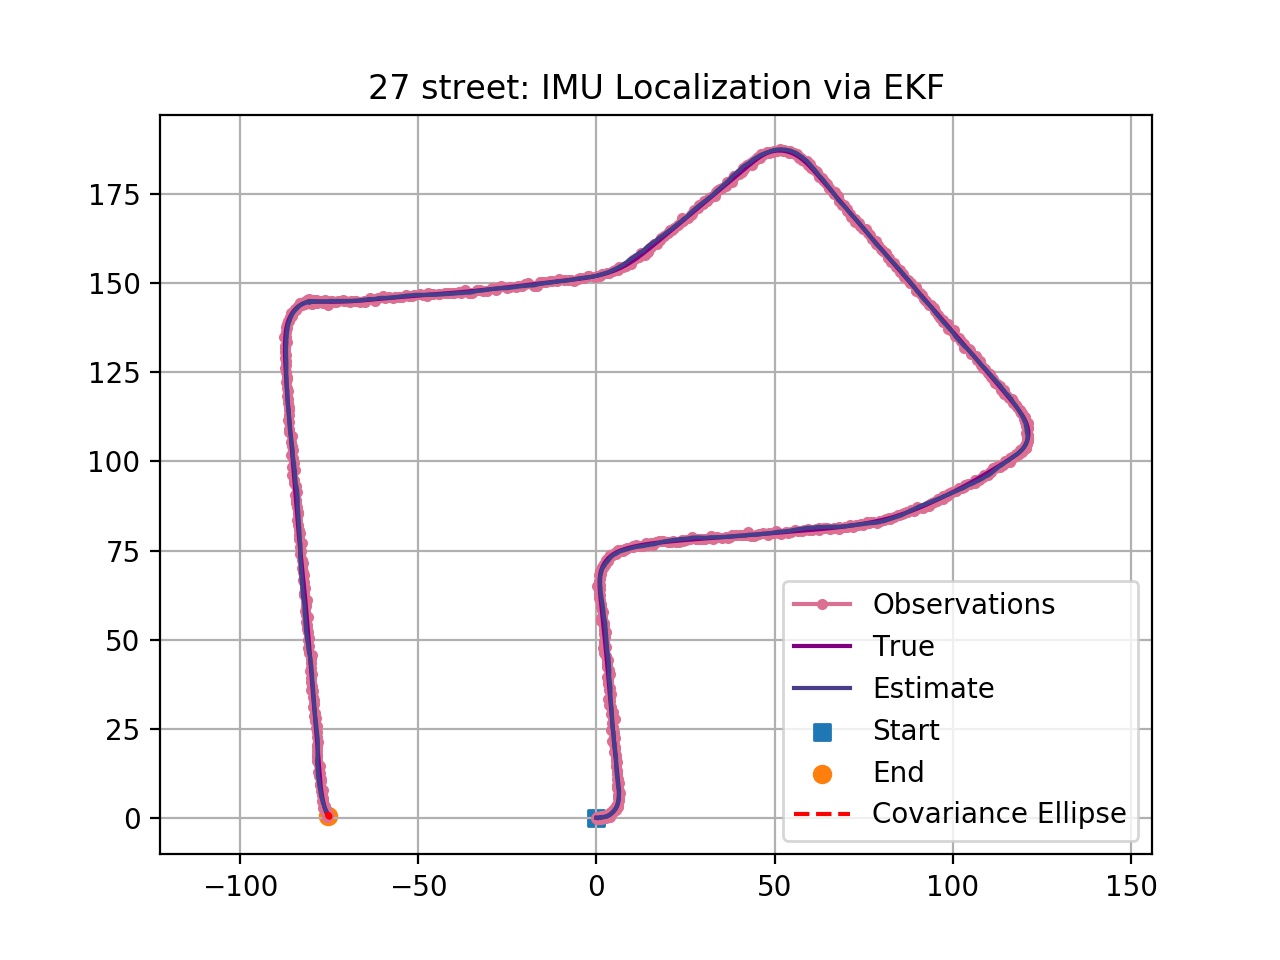 27 street: IMU Localization via EKF
175
150
125
100
75
50
25
0
−100
−50
0
50
100
150
Observations
True
Estimate
Start
End
Covariance Ellipse